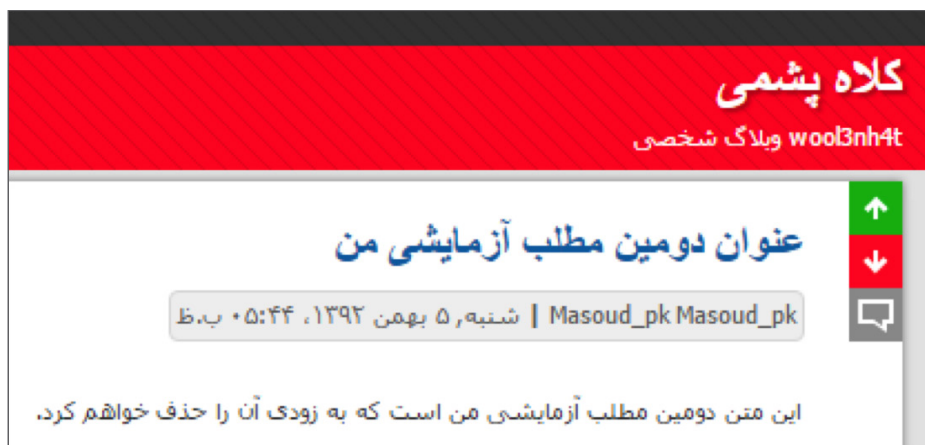 کلاه پشمی
wool3nh4t وبلاگ شخصی
عنوان دومین مطلب آزمایشی من
Masoud_pk Masoud_pk | شنبه, ۵ بهمن ۱۳۹۲، ۰۵:۴۴ ب.ظ
این متن دومین مطلب آزمایشی من است که به زودی آن را حذف خواهم کرد.